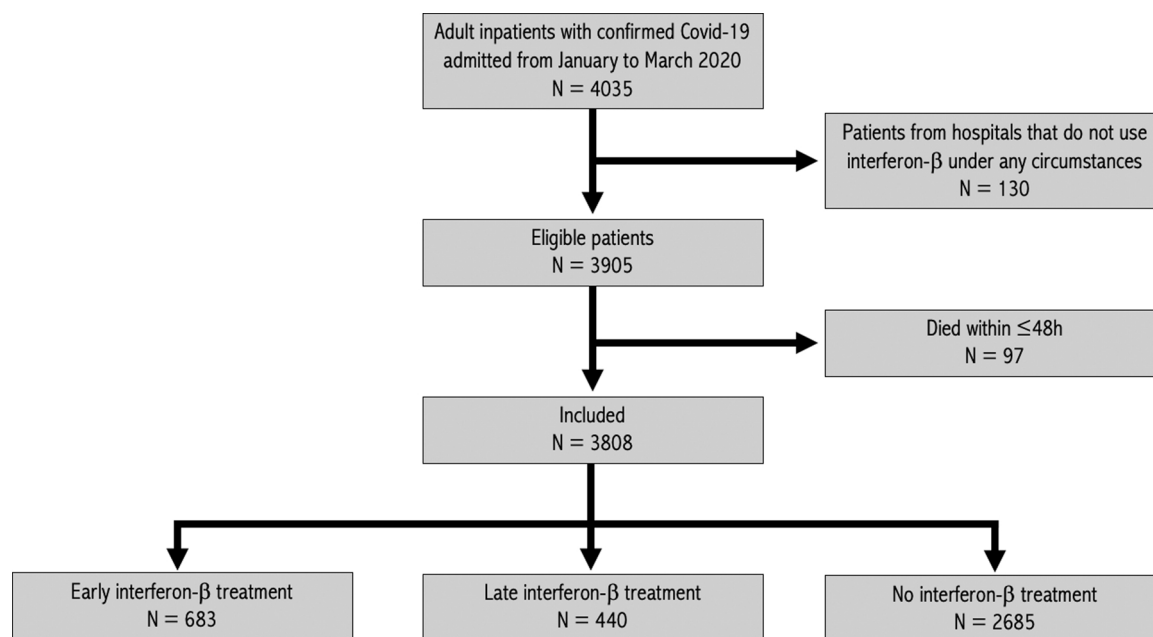 Adult inpatients with confirmed Covid-19
admitted from January to March 2020
N = 4035
Patients from hospitals that do not use
interferon-β under any circumstances
N = 130
Eligible patients
N = 3905
Died within ≤48h
N = 97
Included
N = 3808
Early interferon-β treatment
N = 683
Late interferon-β treatment
N = 440
No interferon-β treatment
N = 2685